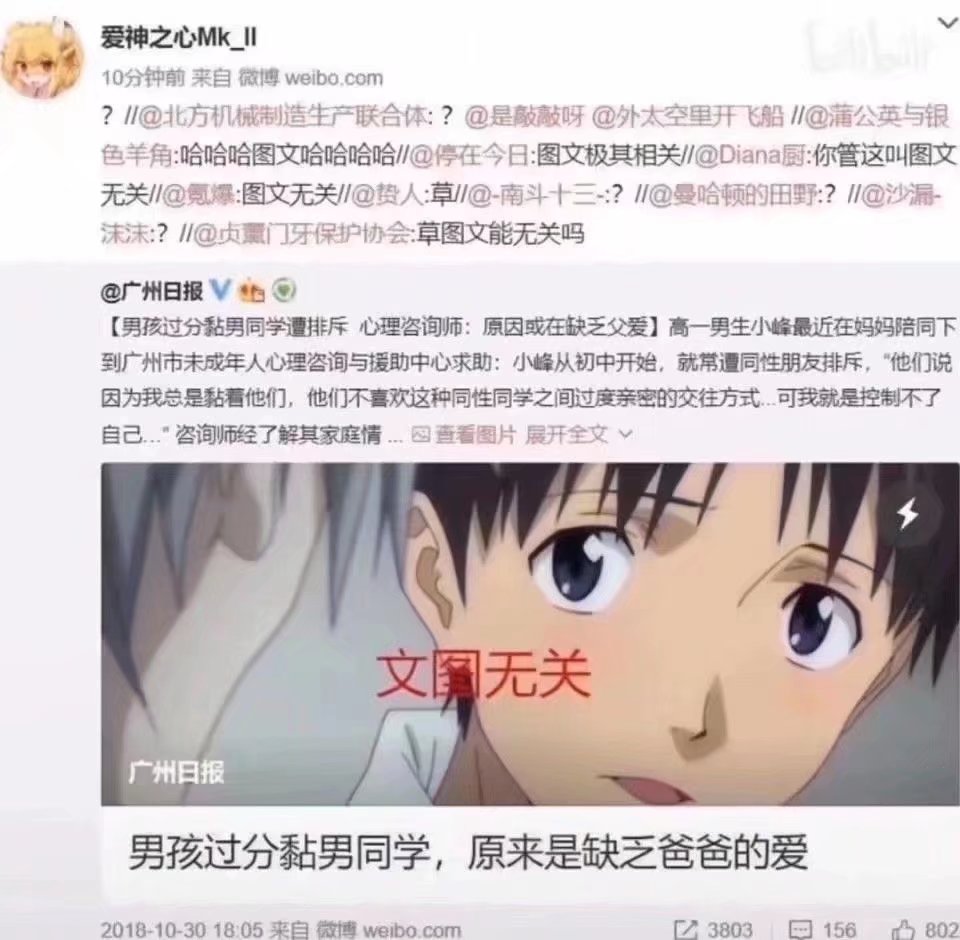 爱神之心Mk_II
bilibili
10分钟前 来自 微博 weibo.com
？//@北方机械制造生产联合体:？@是敲敲呀 @外太空里开飞船 //@蒲公英与银
色羊角:哈哈哈图文哈哈哈哈//@停在今日:图文极其相关//@Diana厨:你管这叫图文
无关//@氪爆:图文无关//@贽人:草//@-南斗十三-:？//@曼哈顿的田野:？//@沙漏-
沫沫:？//@贞薰门牙保护协会:草图文能无关吗
@广州日报
【男孩过分黏男同学遭排斥 心理咨询师：原因或在缺乏父爱】高一男生小峰最近在妈妈陪同下
到广州市未成年人心理咨询与援助中心求助：小峰从初中开始，就常遭同性朋友排斥，“他们说
因为我总是黏着他们，他们不喜欢这种同性同学之间过度亲密的交往方式...可我就是控制不了
自己...”咨询师经了解其家庭情 ... 查看图片 展开全文
文图无关
广州日报
男孩过分黏男同学，原来是缺乏爸爸的爱
2018-10-30 18:05 来自 微博 weibo.com
3803
156
802